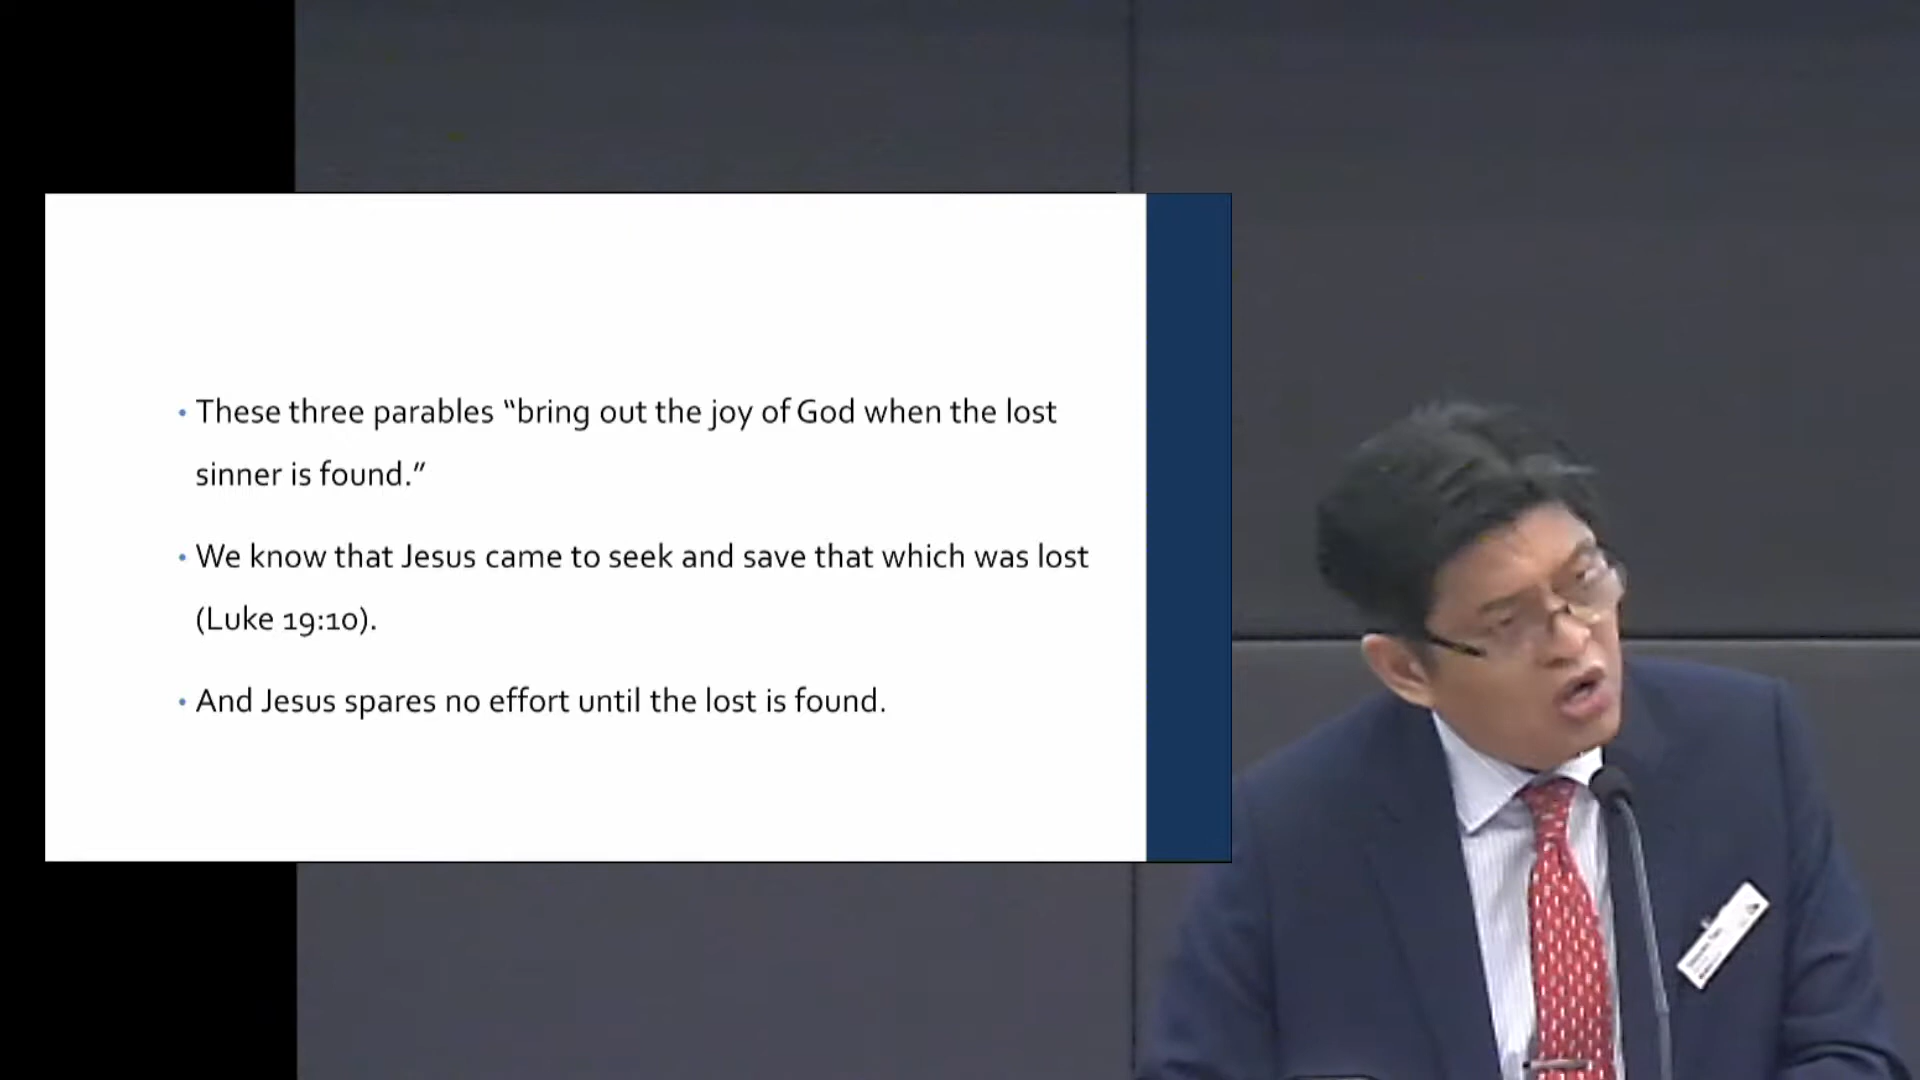 • These three parables “bring out the joy of God when the lost
sinner is found.”
• We know that Jesus came to seek and save that which was lost
(Luke 19:10).
• And Jesus spares no effort until the lost is found.